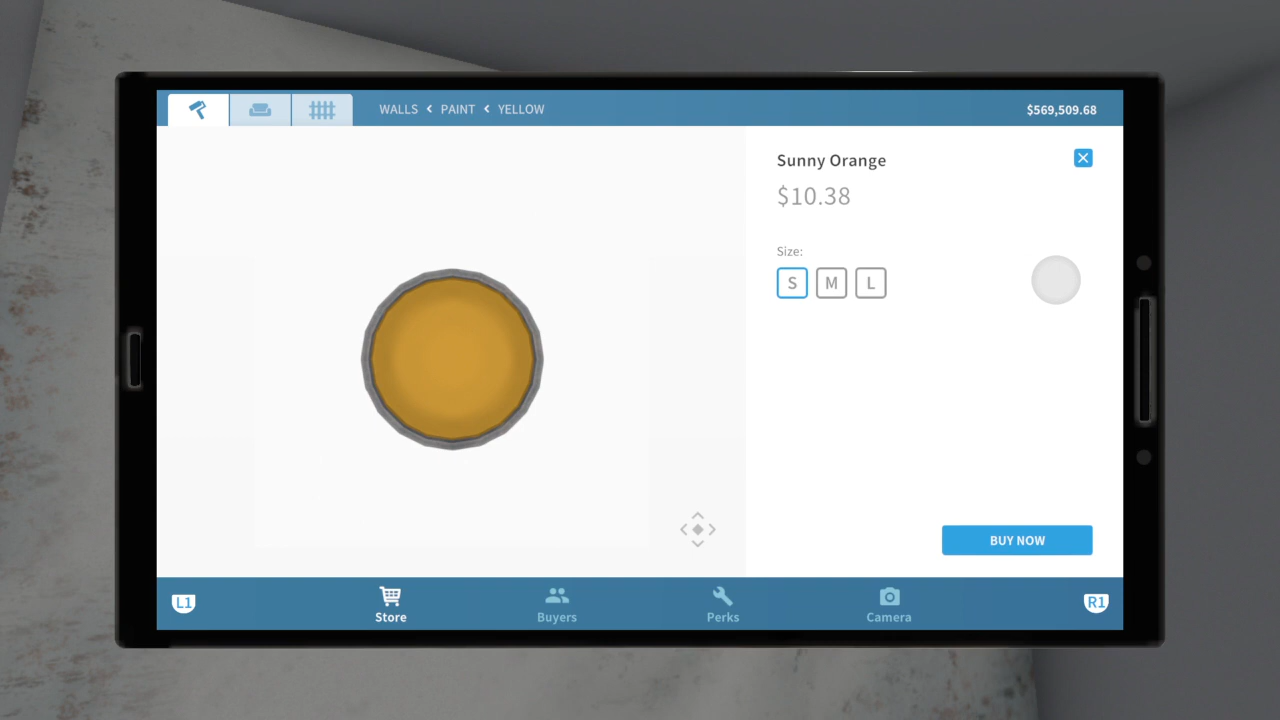 WALLS < PAINT < YELLOW
$569,509.68
Sunny Orange
$10.38
Size:
S M L
BUY NOW
L1
Store
Buyers
Perks
Camera
R1